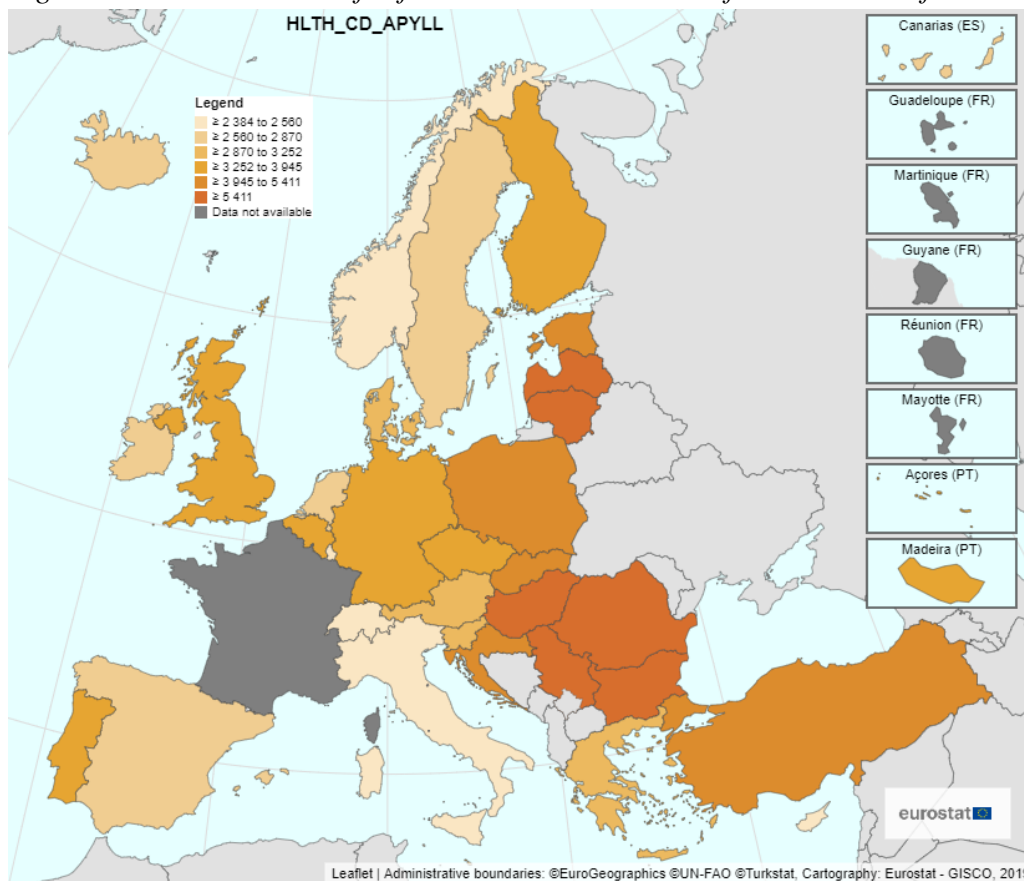 HLTH_CD_APYLL
Legend
≥ 2 384 to 2 560
≥ 2 560 to 2 870
≥ 2 870 to 3 252
≥ 3 252 to 3 945
≥ 3 945 to 5 411
≥ 5 411
Data not available
Canarias (ES)
Guadeloupe (FR)
Martinique (FR)
Guyane (FR)
Réunion (FR)
Mayotte (FR)
Açores (PT)
Madeira (PT)
eurostat
Leaflet | Administrative boundaries: ©EuroGeographics ©UN-FAO ©Turkstat, Cartography: Eurostat - GISCO,